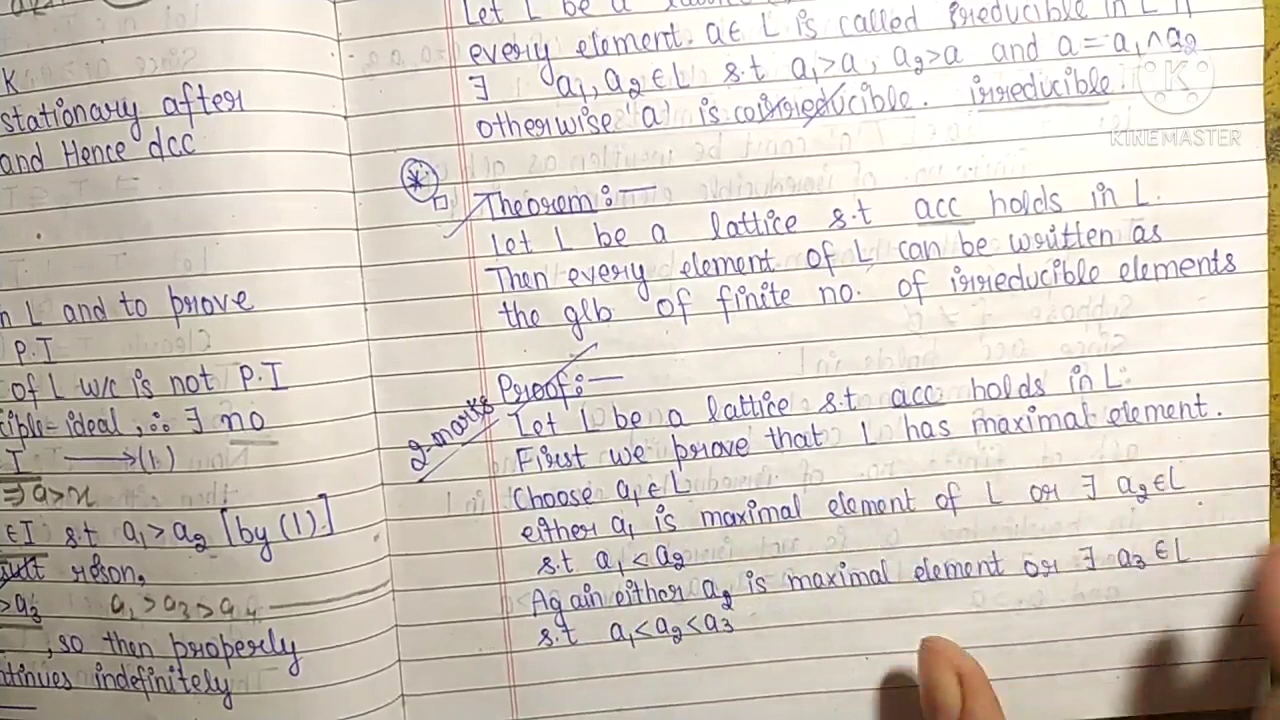 K
stationary after
and Hence dcc
n L and to prove
P.I
of L w/c is not P.I
cible ideal ∴ ∃ no
I ⟶(1)
⇒ a>x
∈I s.t a₁ > a₂ [by (1)]
reson,
>a₃ a₁ > a₃ > a₄
, so then properly
ntinues indefinitely
Let L be a
every element. a∈ L is called irreducible in L
∃ a₁, a₂ ∈ L s.t a₁>a, a₂>a and a = a₁ ∧ a₂
otherwise 'a' is irreducible.
KINEMASTER
Theorem :—
Let L be a lattice s.t acc holds in L.
Then every element of L can be written as
the glb of finite no. of irreducible elements
Proof :—
2 marks
Let L be a lattice s.t acc holds in L.
First we prove that L has maximal element.
Choose a₁ ∈ L
either a₁ is maximal element of L or ∃ a₂ ∈ L
s.t a₁ < a₂
Again either a₂ is maximal element or ∃ a₃ ∈ L
s.t a₁ < a₂ < a₃